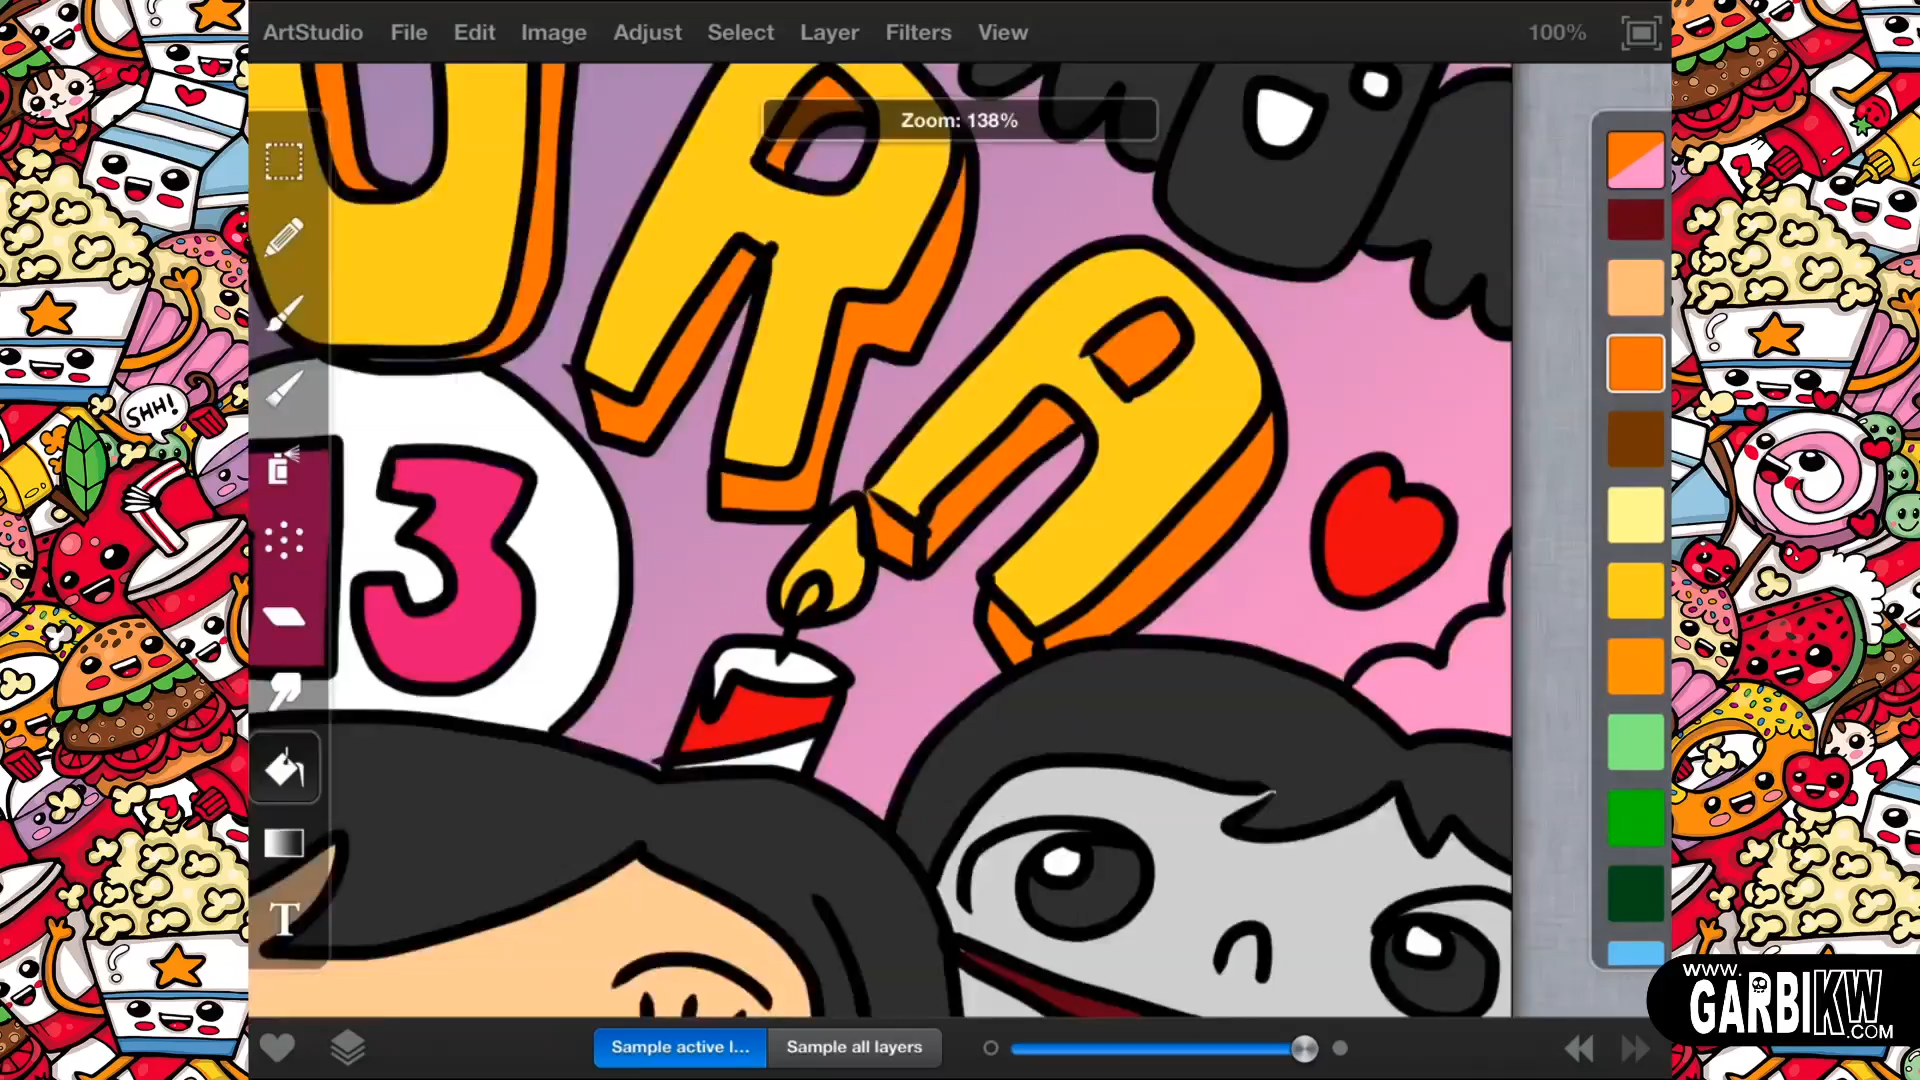 ArtStudio File Edit Image Adjust Select Layer Filters View 100%
Zoom: 138%
URA
3
SHH!
T
Sample active l... Sample all layers
WWW.
GARBIKW
.COM